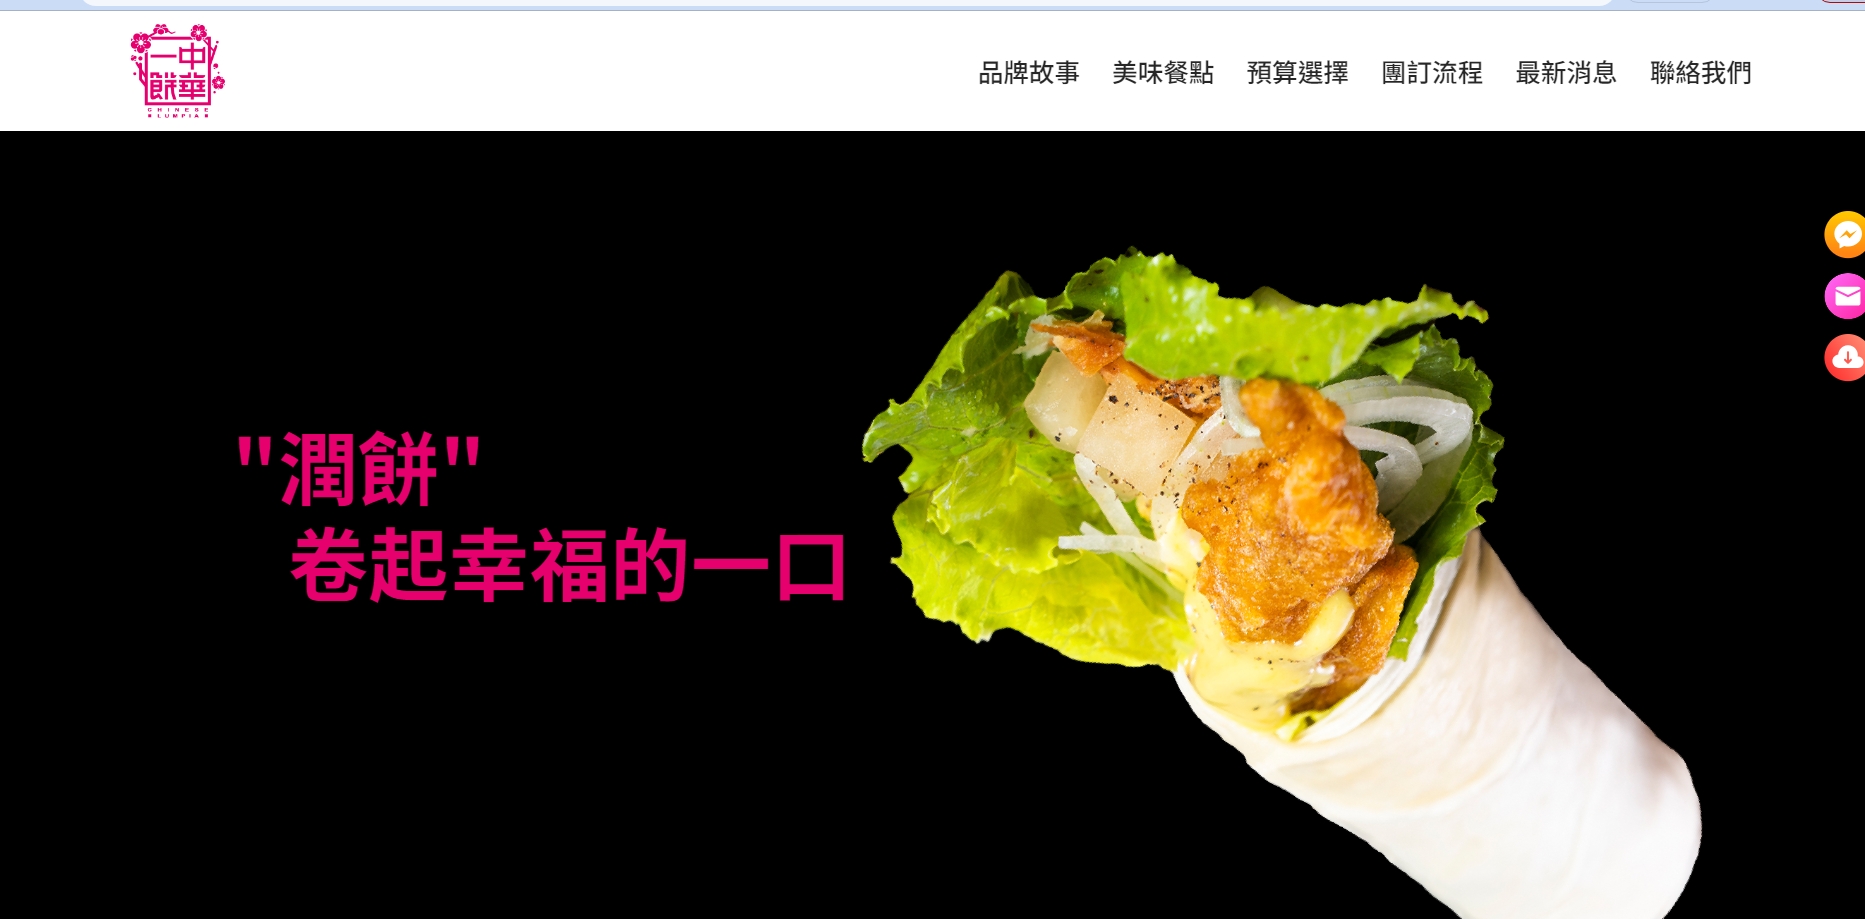 中華
一餅
CHINESE
LUMPIA
品牌故事 美味餐點 預算選擇 團訂流程 最新消息 聯絡我們
"潤餅"
卷起幸福的一口